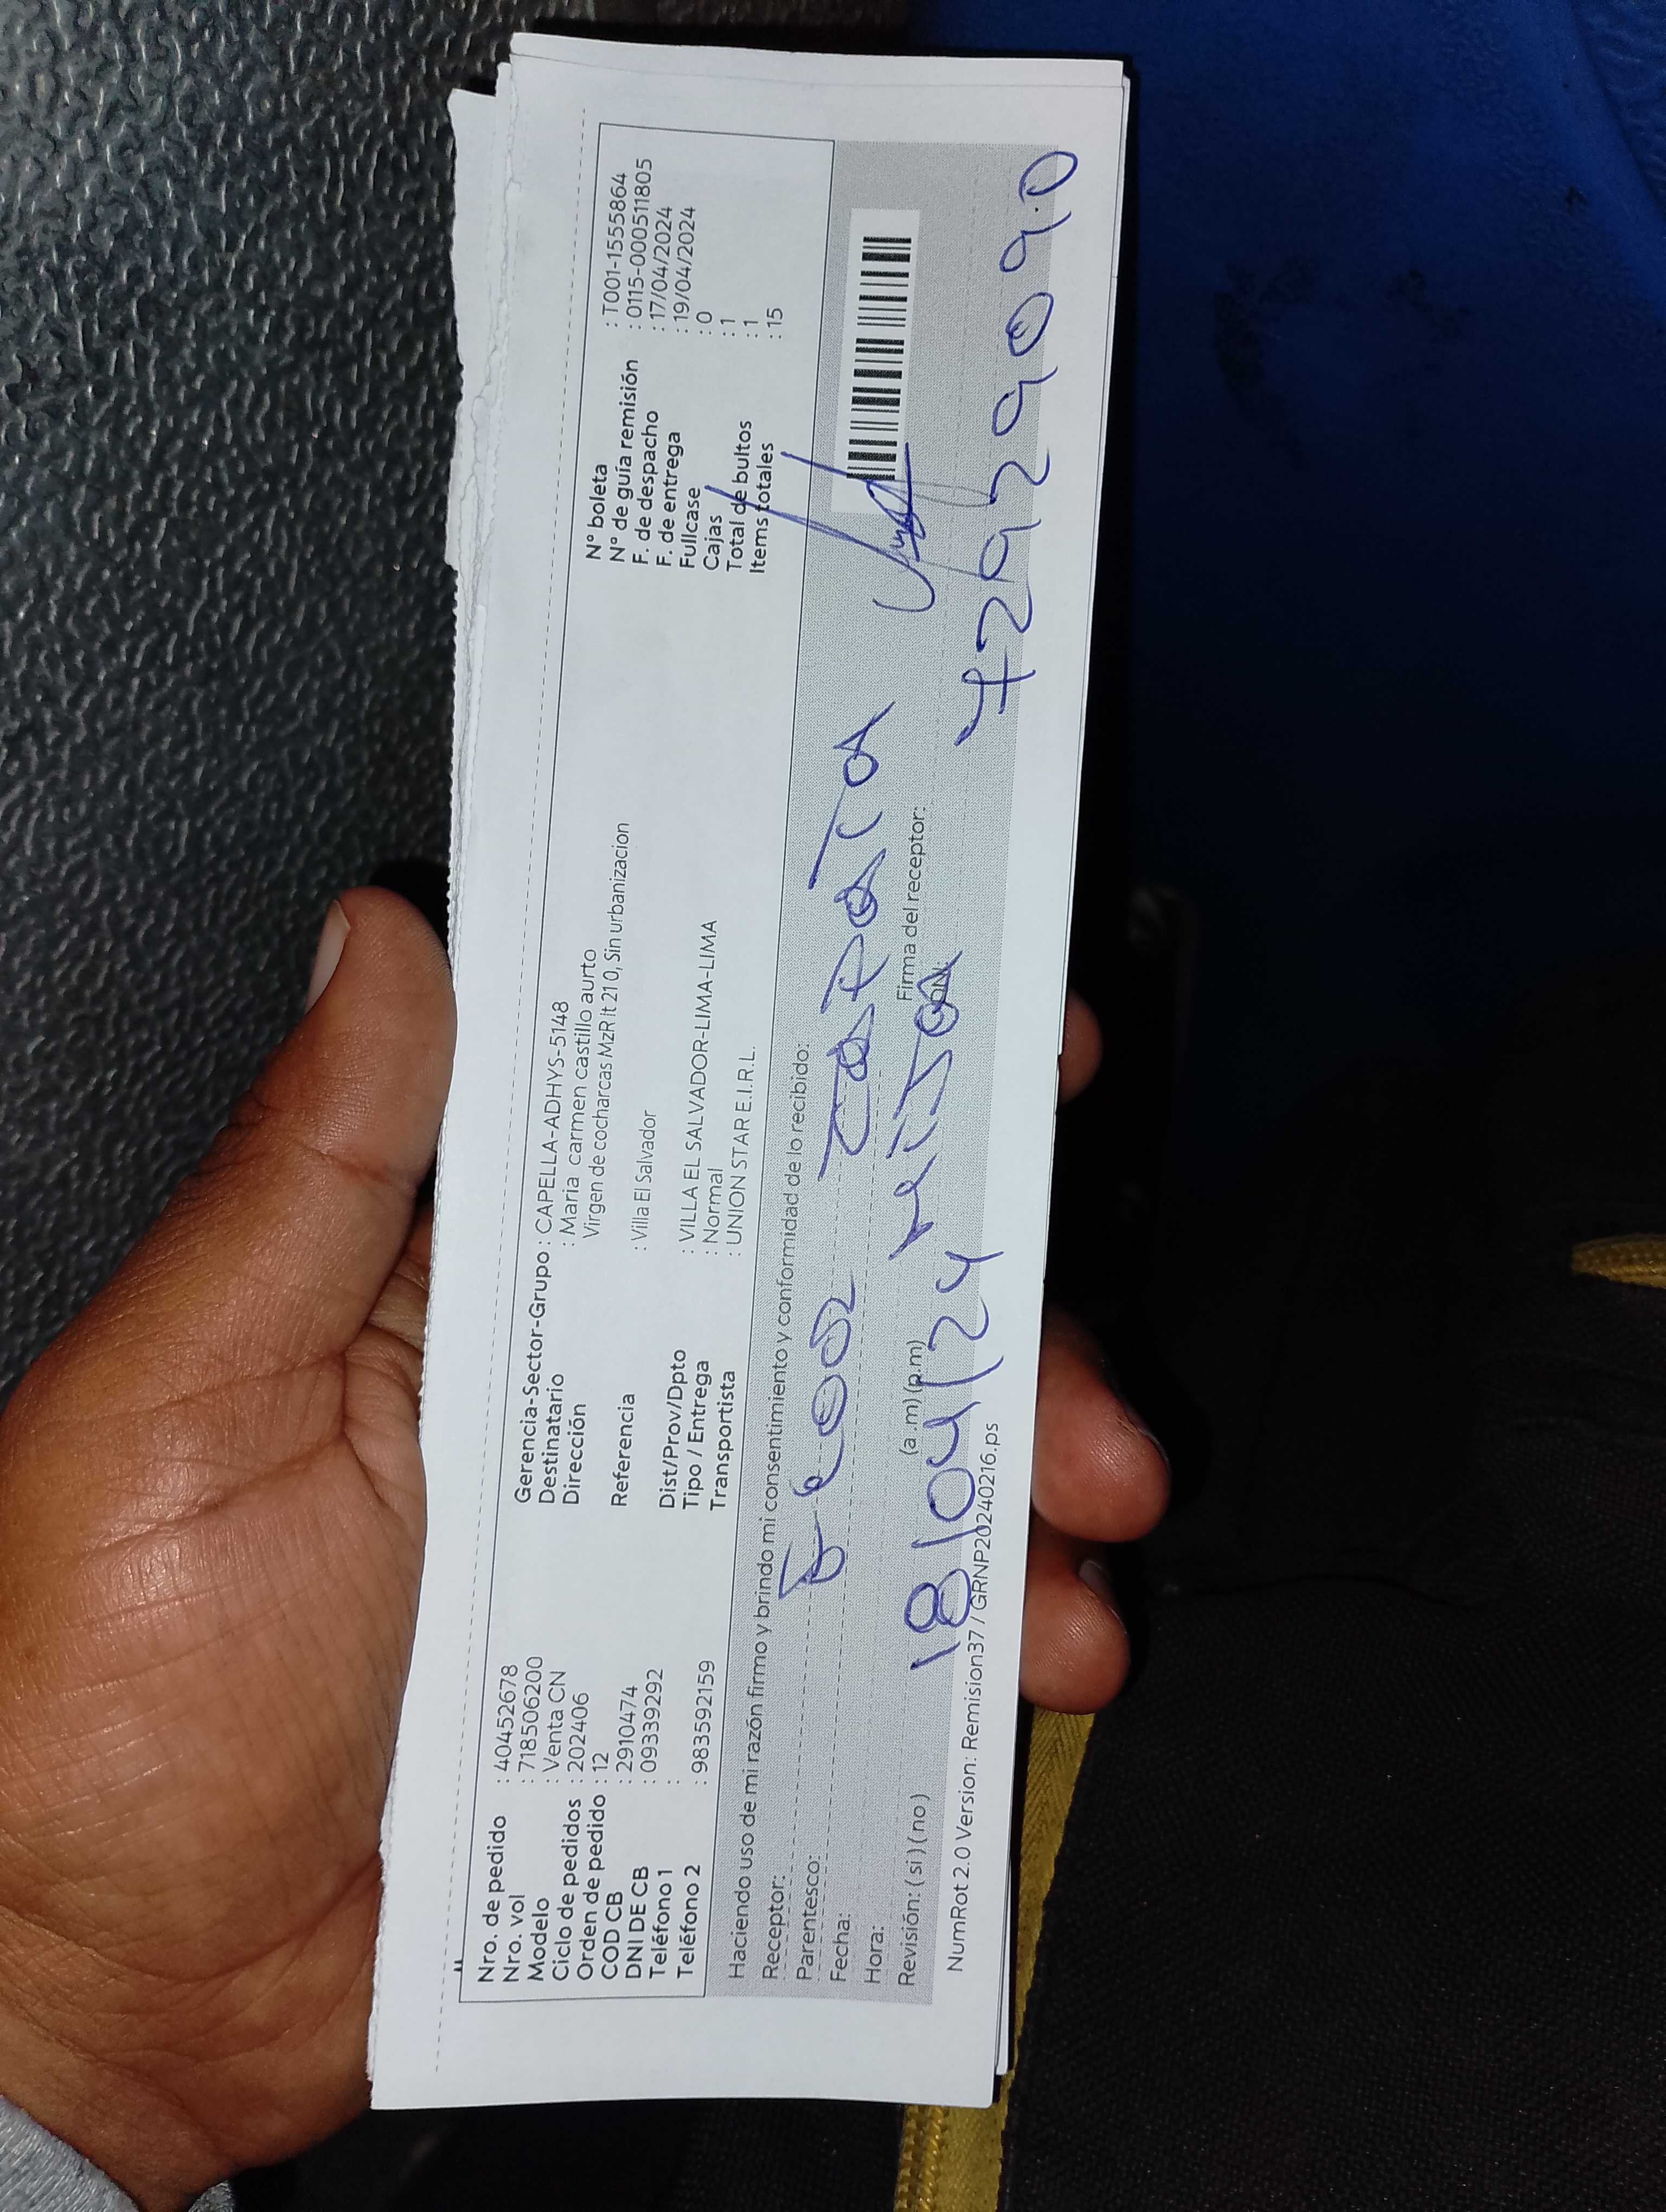 Nro. de pedido : 40452678
Nro. vol : 718506200
Modelo : Venta CN
Ciclo de pedidos : 202406
Orden de pedido : 12
COD CB : 2910474
DNI DE CB : 09339292
Teléfono 1 :
Teléfono 2 : 983592159
Gerencia-Sector-Grupo : CAPELLA-ADHYS-5148
Destinatario : Maria carmen castillo aurto
Dirección Virgen de cocharcas MzR lt 21 0, Sin urbanizacion
Referencia : Villa El Salvador
Dist/Prov/Dpto : VILLA EL SALVADOR-LIMA-LIMA
Tipo / Entrega : Normal
Transportista : UNION STAR E.I.R.L.
N° boleta : T001-1555864
N° de guía remisión : 0115-000511805
F. de despacho : 17/04/2024
F. de entrega : 19/04/2024
Fullcase : 0
Cajas : 1
Total de bultos : 1
Items totales : 15
Haciendo uso de mi razón firmo y brindo mi consentimiento y conformidad de lo recibido:
Receptor:
Parentesco:
Fecha:
Hora: (a.m) (p.m)
Revisión: ( si ) ( no )
18/04/24
Firma del receptor:
NumRot 2.0 Version: Remision37 / GRNP20240216.ps